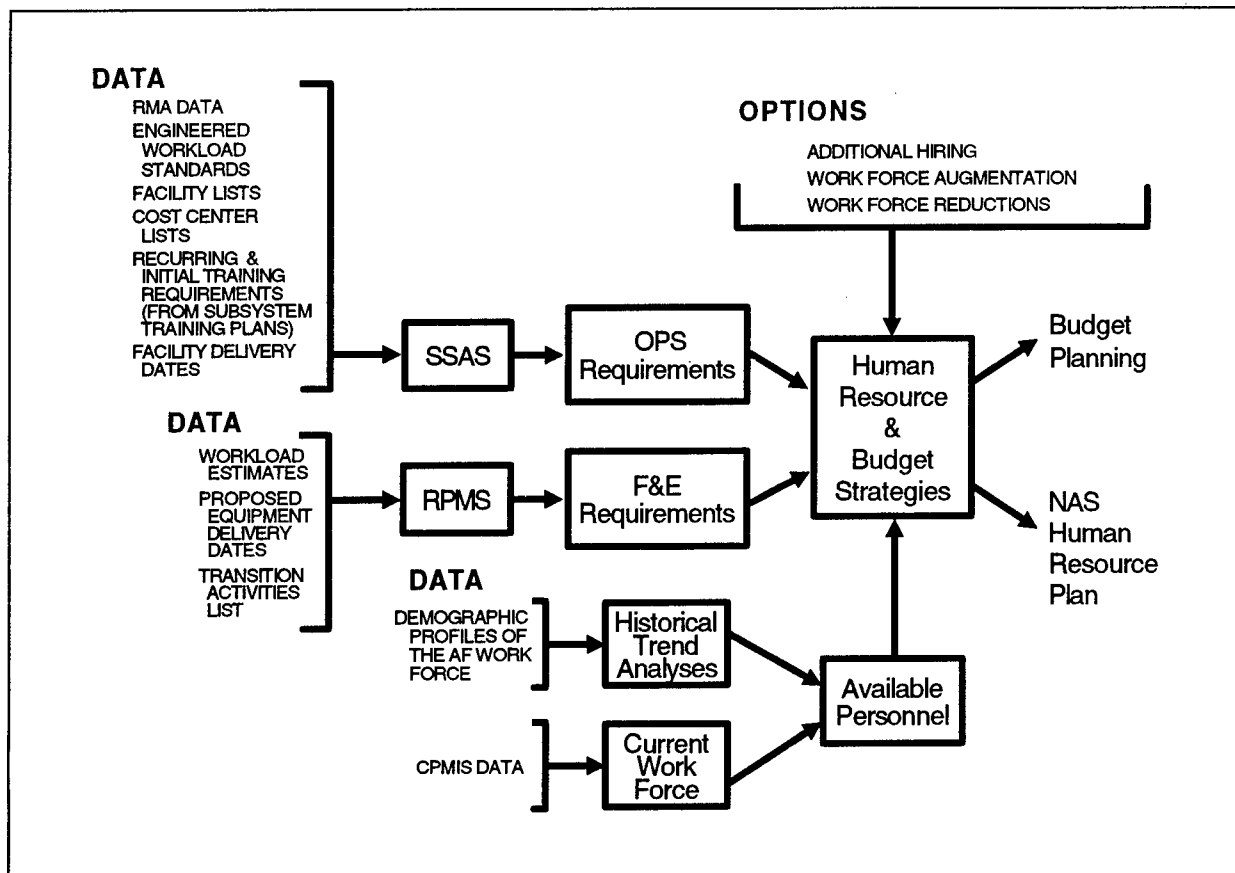 DATA
RMA DATA
ENGINEERED
WORKLOAD
STANDARDS
FACILITY LISTS
COST CENTER
LISTS
RECURRING & 
INITIAL TRAINING
REQUIREMENTS
(FROM SUBSYSTEM
TRAINING PLANS)
FACILITY DELIVERY
DATES
SSAS
OPS
Requirements
OPTIONS
ADDITIONAL HIRING
WORK FORCE AUGMENTATION
WORK FORCE REDUCTIONS
Human
Resource
&
Budget
Strategies
Budget
Planning
NAS
Human
Resource
Plan
DATA
WORKLOAD
ESTIMATES
PROPOSED
EQUIPMENT
DELIVERY
DATES
TRANSITION
ACTIVITIES
LIST
RPMS
F&E
Requirements
DATA
DEMOGRAPHIC
PROFILES OF
THE AF WORK
FORCE
Historical
Trend
Analyses
Available
Personnel
CPMIS DATA
Current
Work
Force